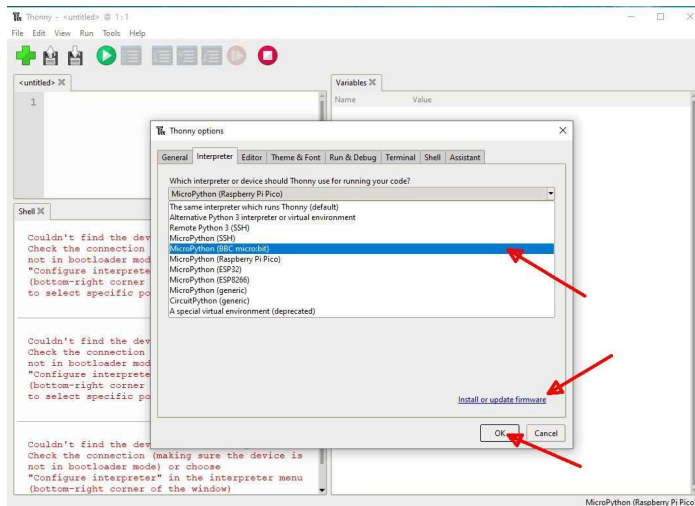 Thonny - <untitled> @ 1:1
File Edit View Run Tools Help
<untitled>
Variables
1
Name Value
Thonny options
General Interpreter Editor Theme & Font Run & Debug Terminal Shell Assistant
Which interpreter or device should Thonny use for running your code?
MicroPython (Raspberry Pi Pico)
The same interpreter which runs Thonny (default)
Alternative Python 3 interpreter or virtual environment
Remote Python 3 (SSH)
MicroPython (SSH)
MicroPython (BBC micro:bit)
MicroPython (Raspberry Pi Pico)
MicroPython (ESP32)
MicroPython (ESP8266)
MicroPython (generic)
CircuitPython (generic)
A special virtual environment (deprecated)
Install or update firmware
OK Cancel
Shell
Couldn't find the dev
Check the connection
not in bootloader mod
"Configure interprete
(bottom-right corner
to select specific po
Couldn't find the dev
Check the connection
not in bootloader mod
"Configure interprete
(bottom-right corner
to select specific po
Couldn't find the dev
Check the connection (making sure the device is
not in bootloader mode) or choose
"Configure interpreter" in the interpreter menu
(bottom-right corner of the window)
MicroPython (Raspberry Pi Pico